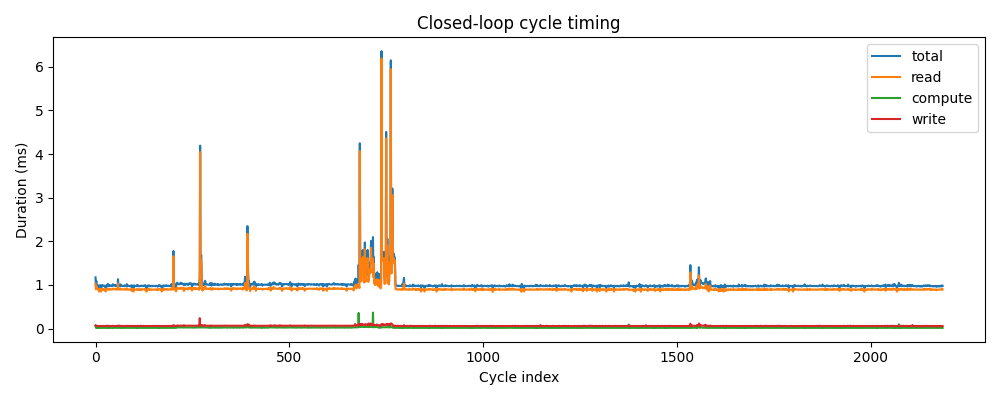 Closed-loop cycle timing
total
read
compute
write
Duration (ms)
6
5
4
3
2
1
0
0 500 1000 1500 2000
Cycle index